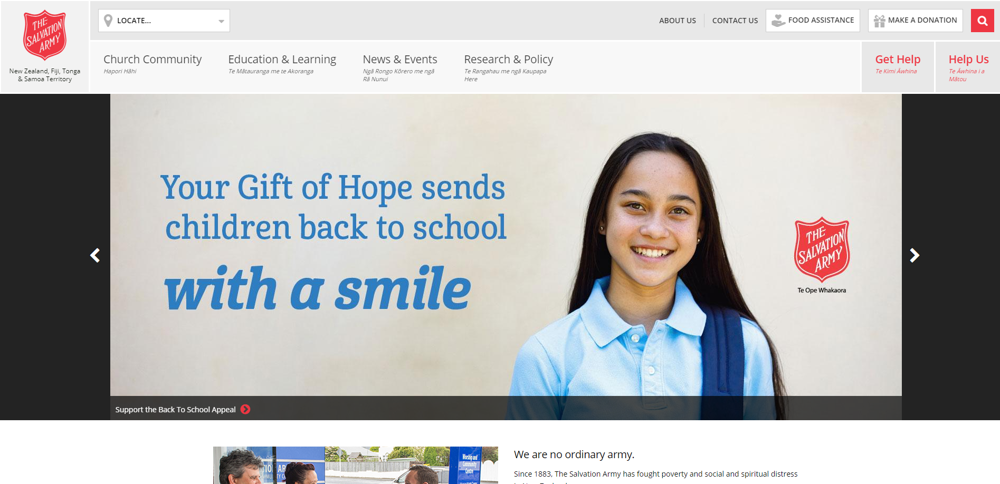 THE
SALVATION
ARMY
New Zealand, Fiji, Tonga
& Samoa Territory
LOCATE...
ABOUT US
CONTACT US
FOOD ASSISTANCE
MAKE A DONATION
Church Community
Hapori Hāhi
Education & Learning
Te Mātauranga me te Akoranga
News & Events
Ngā Rongo Kōrero me ngā
Rā Nunui
Research & Policy
Te Rangahau me ngā Kaupapa
Here
Get Help
Te Kimi Āwhina
Help Us
Te Āwhina i a
Mātou
Your Gift of Hope sends
children back to school
with a smile
THE
SALVATION
ARMY
Te Ope Whakaora
Support the Back To School Appeal
Worship and
Community
Centre
We are no ordinary army.
Since 1883, The Salvation Army has fought poverty and social and spiritual distress